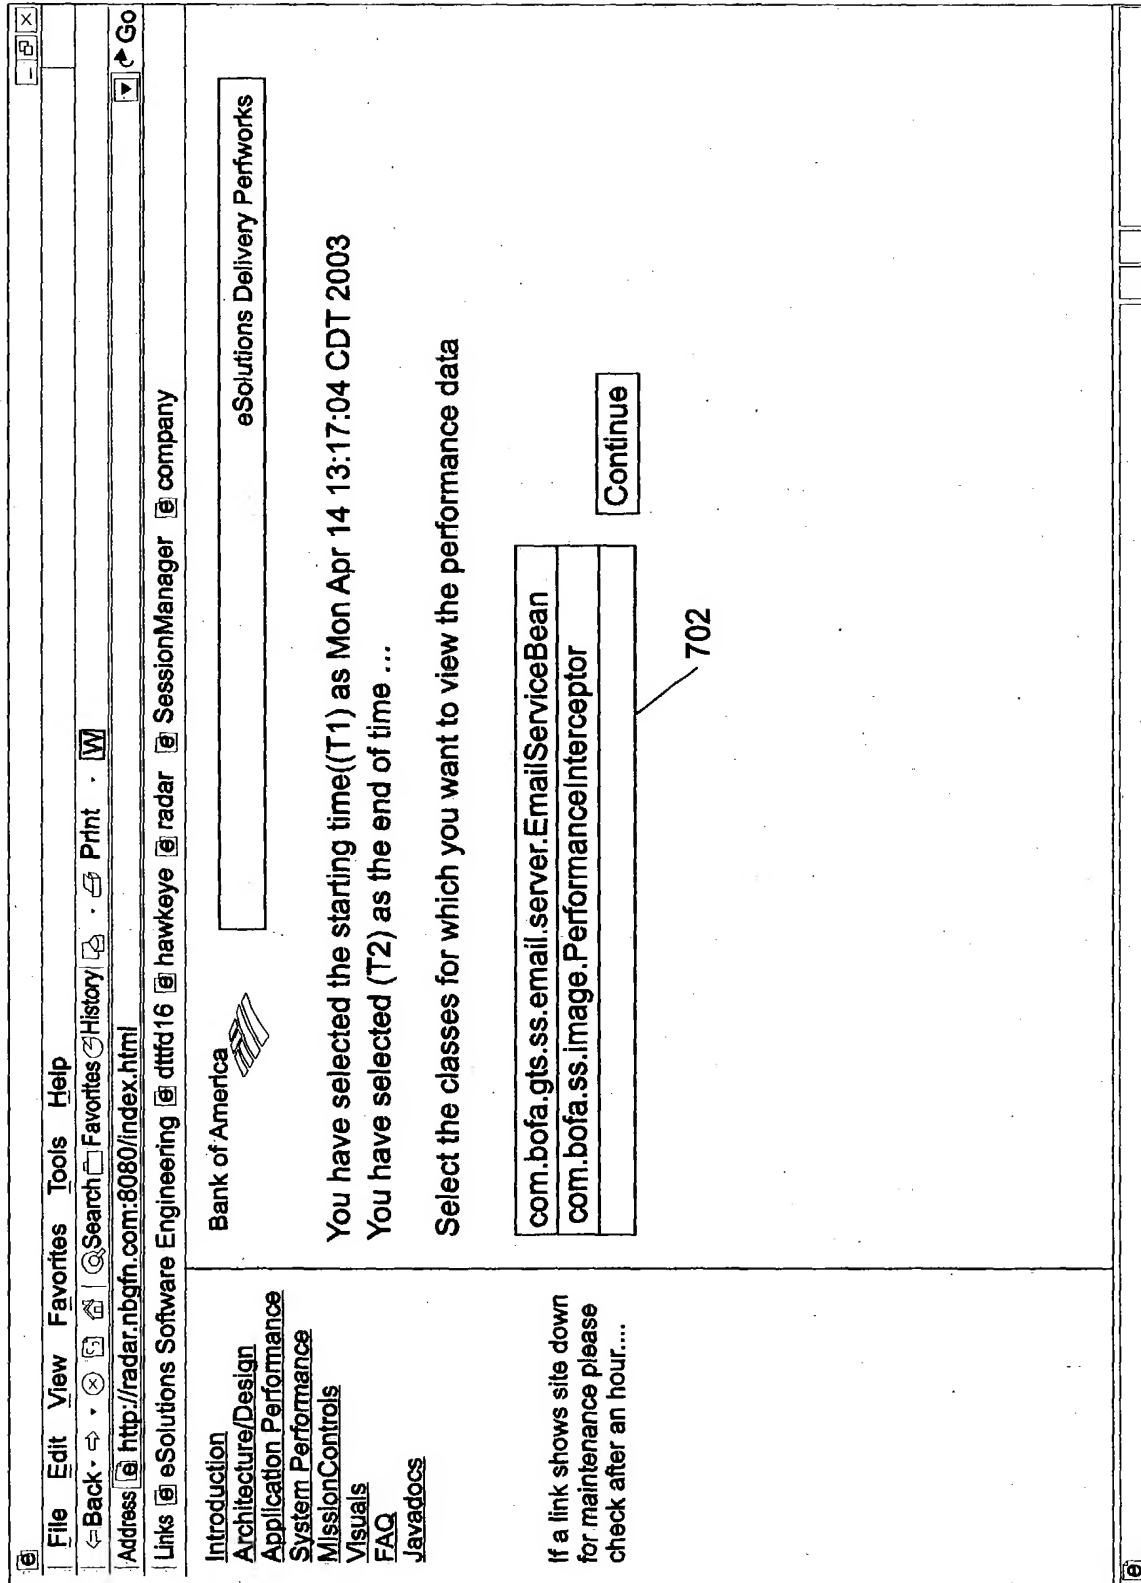 File Edit View Favorites Tools Help
Back Search Favorites History Print W
Address http://radar.nbgfn.com:8080/index.html Go
Links eSolutions Software Engineering dttfd16 hawkeye radar SessionManager company
Introduction
Architecture/Design
Application Performance
System Performance
MissionControls
Visuals
FAQ
Javadocs
If a link shows site down
for maintenance please
check after an hour....
Bank of America
eSolutions Delivery Perfworks
You have selected the starting time((T1) as Mon Apr 14 13:17:04 CDT 2003
You have selected (T2) as the end of time ...
Select the classes for which you want to view the performance data
com.bofa.gts.ss.email.server.EmailServiceBean
com.bofa.ss.image.PerformanceInterceptor
Continue
702